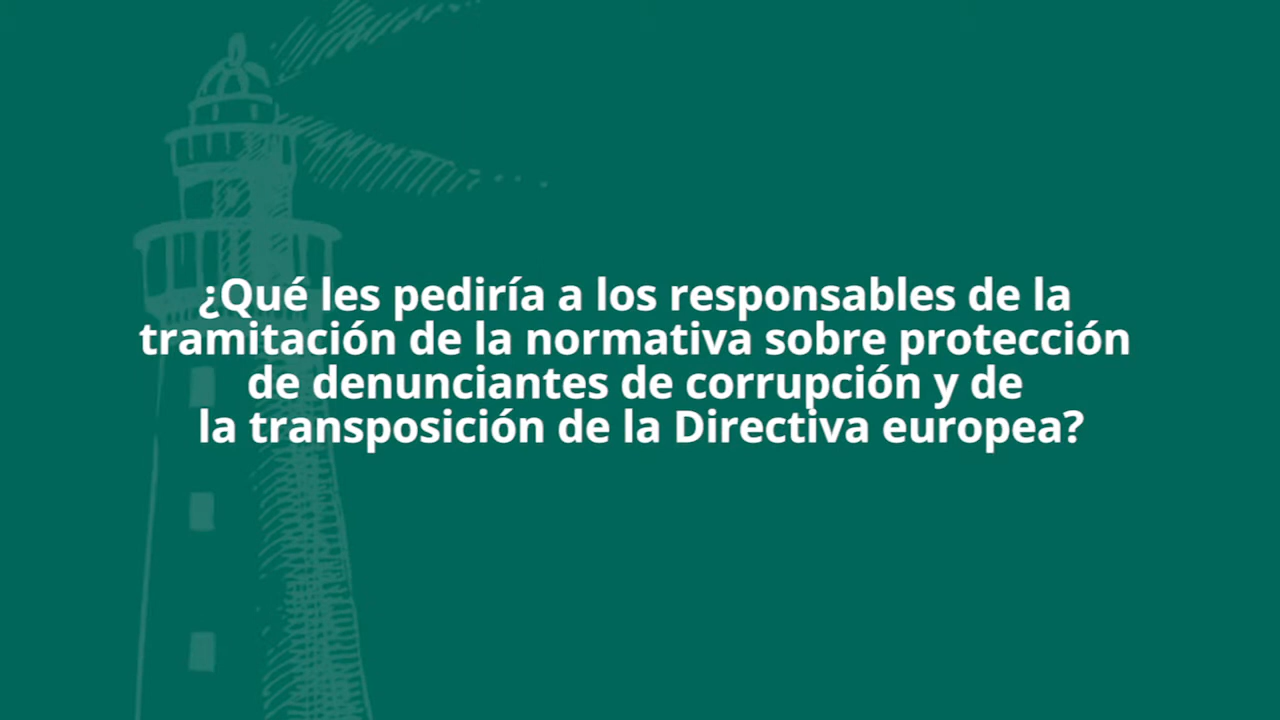 ¿Qué les pediría a los responsables de la
tramitación de la normativa sobre protección
de denunciantes de corrupción y de
la transposición de la Directiva europea?